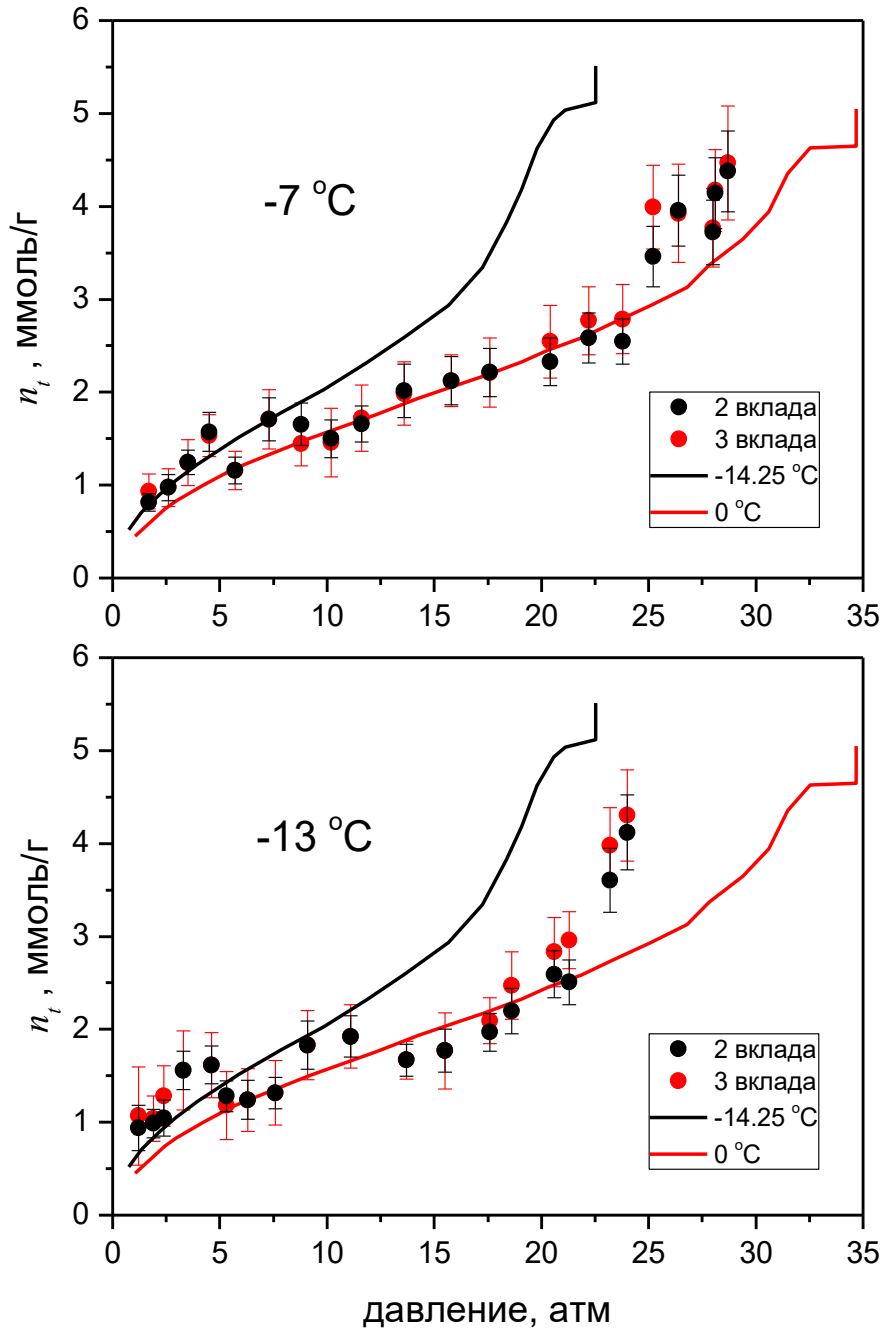 6
5
4
3
2
1
0
n_t , ммоль/г
-7 °C
2 вклада
3 вклада
-14.25 °C
0 °C
0 5 10 15 20 25 30 35
6
5
4
3
2
1
0
n_t , ммоль/г
-13 °C
2 вклада
3 вклада
-14.25 °C
0 °C
0 5 10 15 20 25 30 35
давление, атм